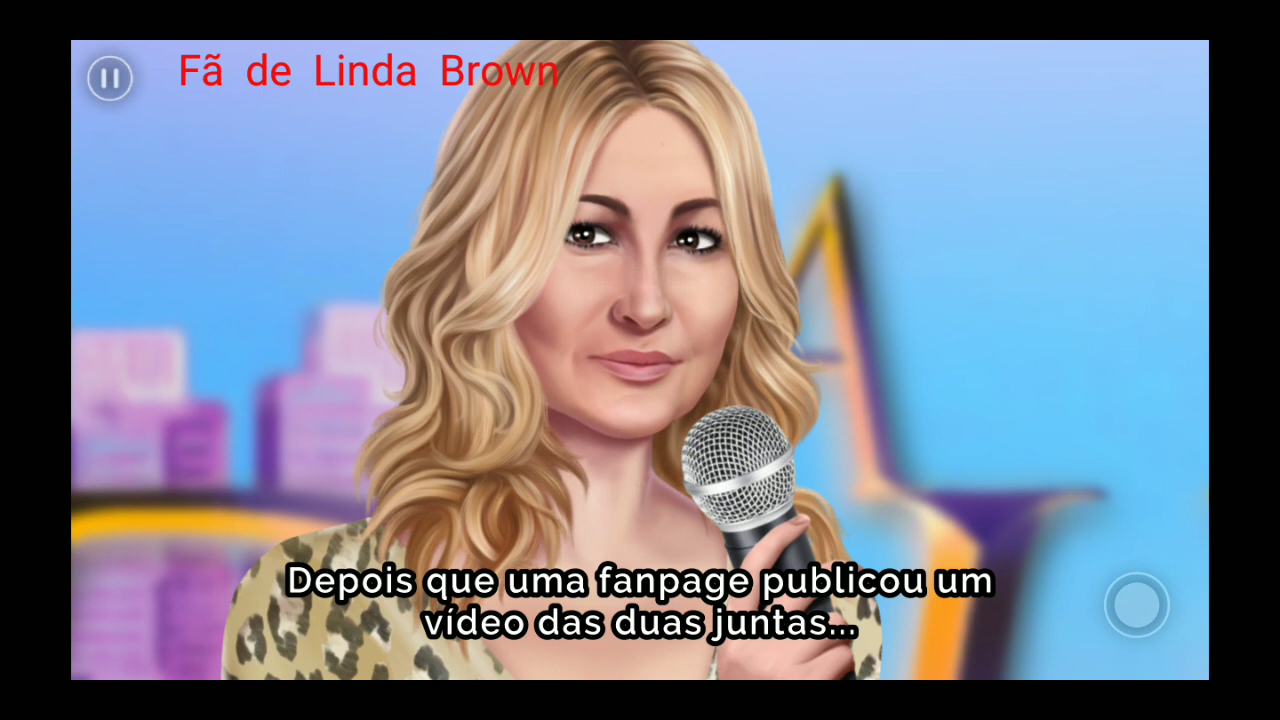 Fã de Linda Brown
Depois que uma fanpage publicou um
vídeo das duas juntas...